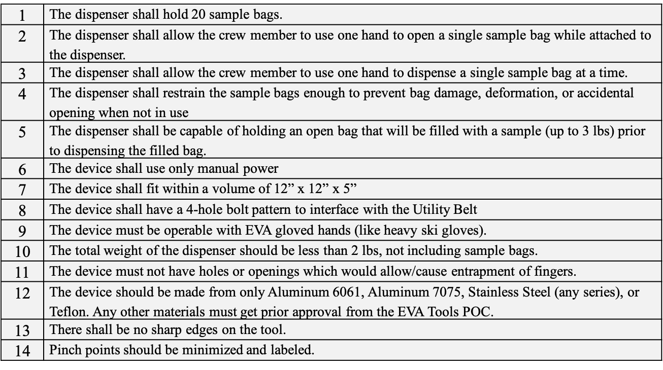 1 The dispenser shall hold 20 sample bags.
2 The dispenser shall allow the crew member to use one hand to open a single sample bag while attached to
the dispenser.
3 The dispenser shall allow the crew member to use one hand to dispense a single sample bag at a time.
4 The dispenser shall restrain the sample bags enough to prevent bag damage, deformation, or accidental
opening when not in use
5 The dispenser shall be capable of holding an open bag that will be filled with a sample (up to 3 lbs) prior
to dispensing the filled bag.
6 The device shall use only manual power
7 The device shall fit within a volume of 12” x 12” x 5”
8 The device shall have a 4-hole bolt pattern to interface with the Utility Belt
9 The device must be operable with EVA gloved hands (like heavy ski gloves).
10 The total weight of the dispenser should be less than 2 lbs, not including sample bags.
11 The device must not have holes or openings which would allow/cause entrapment of fingers.
12 The device should be made from only Aluminum 6061, Aluminum 7075, Stainless Steel (any series), or
Teflon. Any other materials must get prior approval from the EVA Tools POC.
13 There shall be no sharp edges on the tool.
14 Pinch points should be minimized and labeled.